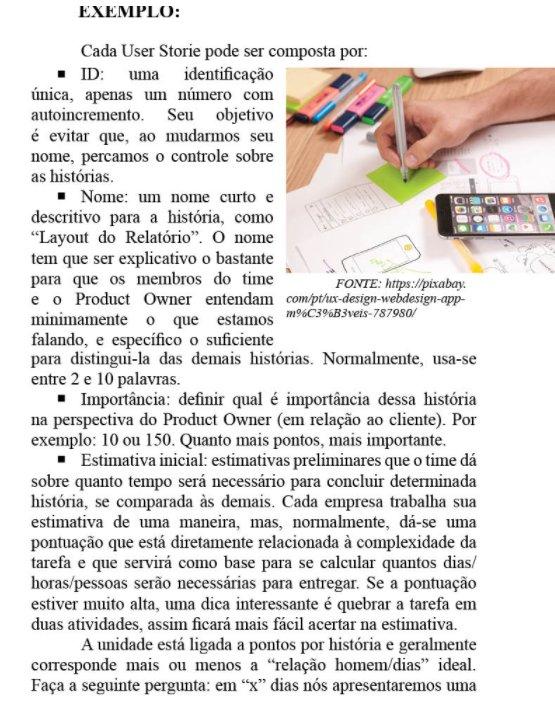 EXEMPLO:
Cada User Storie pode ser composta por:
▪ ID: uma identificação
única, apenas um número com
autoincremento. Seu objetivo
é evitar que, ao mudarmos seu
nome, percamos o controle sobre
as histórias.
▪ Nome: um nome curto e
descritivo para a história, como
“Layout do Relatório”. O nome
tem que ser explicativo o bastante
para que os membros do time
e o Product Owner entendam
minimamente o que estamos
falando, e específico o suficiente
FONTE: https://pixabay.
com/pt/ux-design-webdesign-app-
m%C3%B3veis-787980/
para distingui-la das demais histórias. Normalmente, usa-se
entre 2 e 10 palavras.
▪ Importância: definir qual é importância dessa história
na perspectiva do Product Owner (em relação ao cliente). Por
exemplo: 10 ou 150. Quanto mais pontos, mais importante.
▪ Estimativa inicial: estimativas preliminares que o time dá
sobre quanto tempo será necessário para concluir determinada
história, se comparada às demais. Cada empresa trabalha sua
estimativa de uma maneira, mas, normalmente, dá-se uma
pontuação que está diretamente relacionada à complexidade da
tarefa e que servirá como base para se calcular quantos dias/
horas/pessoas serão necessárias para entregar. Se a pontuação
estiver muito alta, uma dica interessante é quebrar a tarefa em
duas atividades, assim ficará mais fácil acertar na estimativa.
A unidade está ligada a pontos por história e geralmente
corresponde mais ou menos a “relação homem/dias” ideal.
Faça a seguinte pergunta: em “x” dias nós apresentaremos uma